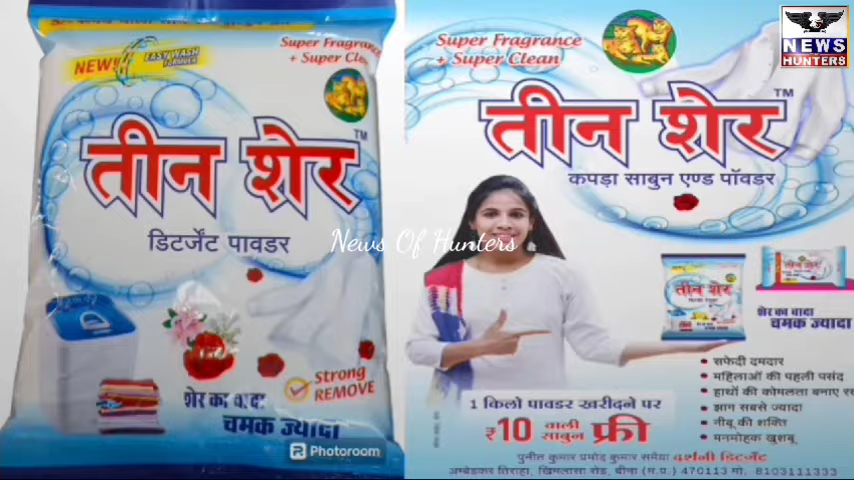 NEW!
EASY WASH
FORMULA
Super Fragrance
+ Super Clean
तीन शेर
TM
डिटर्जेंट पावडर
Strong
REMOVE
शेर का वादा
चमक ज्यादा
Photoroom
Super Fragrance
+ Super Clean
तीन शेर
TM
कपड़ा साबुन एण्ड पॉवडर
तीन शेर
तीन शेर
शेर का वादा
चमक ज्यादा
सफेदी दमदार
महिलाओं की पहली पसंद
हाथों की कोमलता बनाए
झाग सबसे ज्यादा
नीबू की शक्ति
मनमोहक खुशबू
1 किलो पावडर खरीदने पर
₹10 वाली साबुन फ्री
पुनीत कुमार प्रमोद कुमार समैया दर्शनी डिटर्जेंट
अम्बेडकर तिराहा, खिमलासा रोड, बीना (म.प्र.) 470113 मो. 8103111333
News Of Hunters
NEWS
HUNTERS